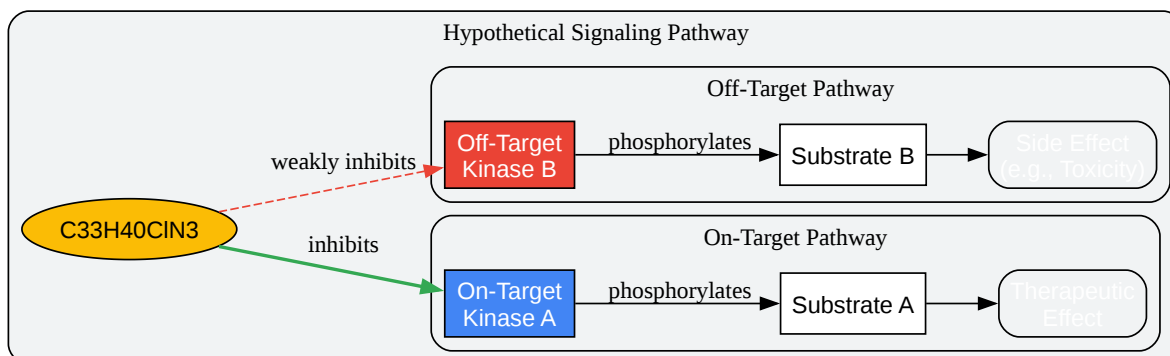 Hypothetical Signaling Pathway
Off-Target Pathway
weakly inhibits
Off-Target
Kinase B
phosphorylates
Substrate B
Side Effect
(e.g., Toxicity)
C33H40ClN3
inhibits
On-Target Pathway
On-Target
Kinase A
phosphorylates
Substrate A
Therapeutic
Effect